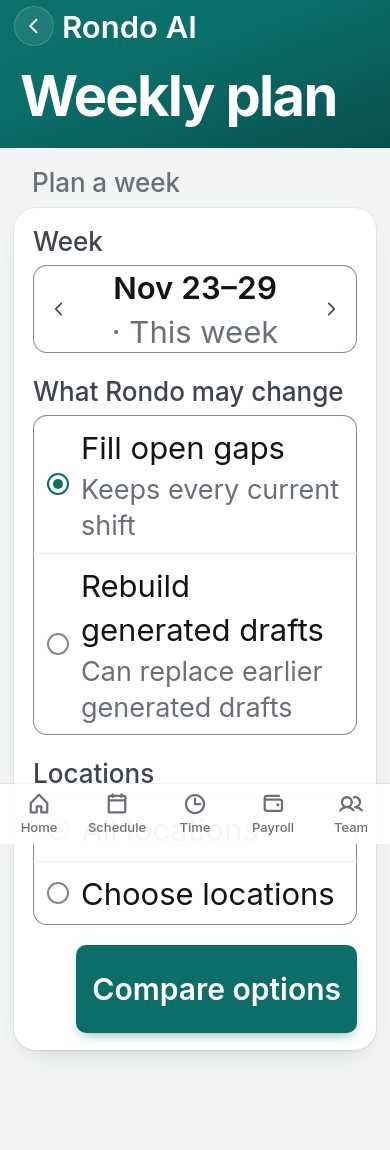 Rondo AI
Weekly plan
Plan a week
Week
Nov 23–29
· This week
What Rondo may change
Fill open gaps
Keeps every current
shift
Rebuild
generated drafts
Can replace earlier
generated drafts
Locations
All locations
Home Schedule Time Payroll Team
Choose locations
Compare options